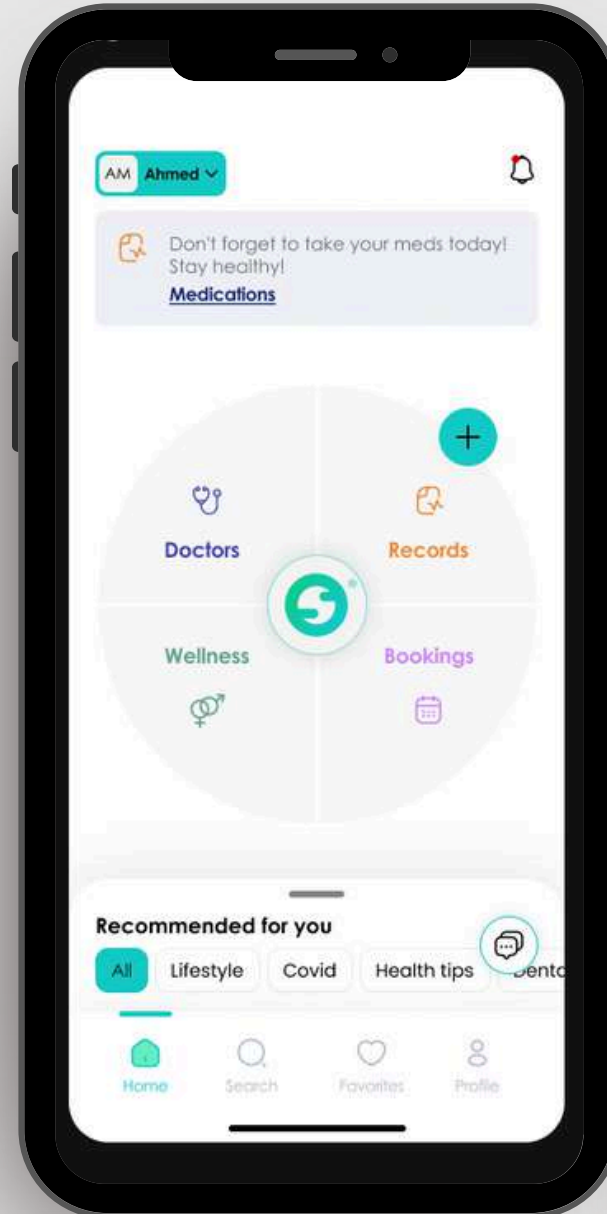 AM Ahmed
Don't forget to take your meds today!
Stay healthy!
Medications
Doctors
Records
Wellness
Bookings
Recommended for you
All Lifestyle Covid Health tips Denta
Home Search Favorites Profile